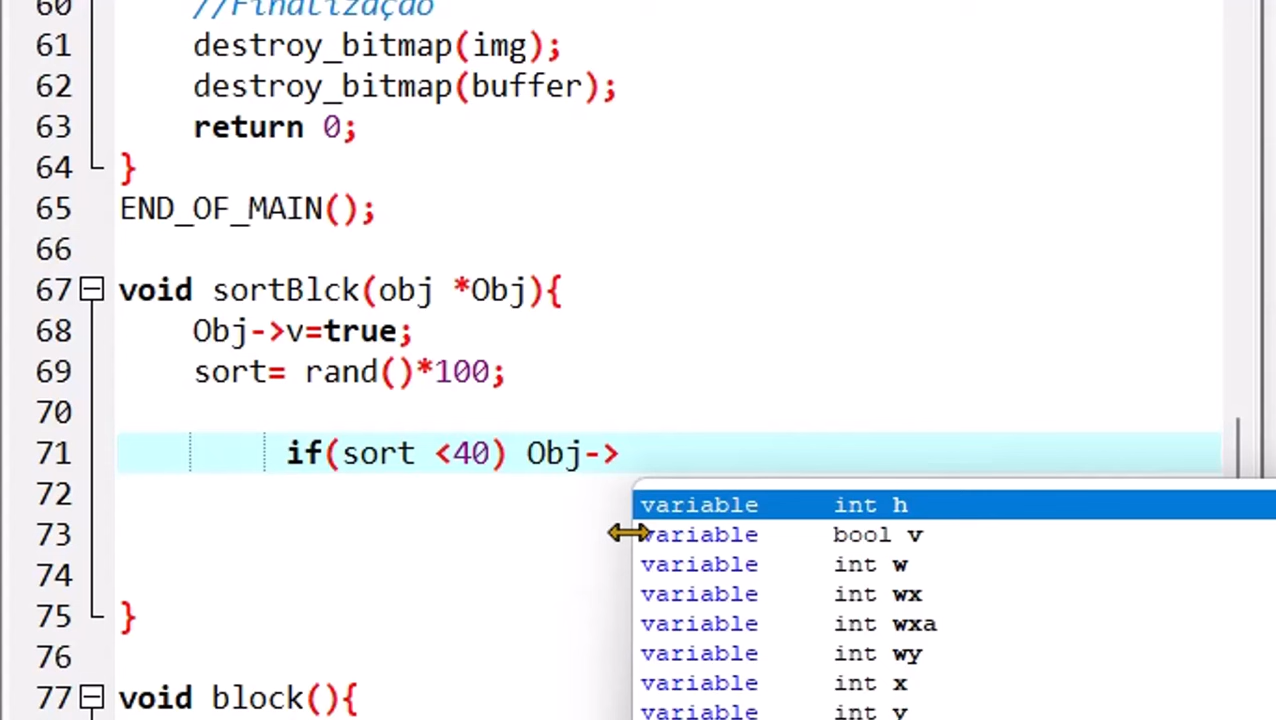 60 //Finalização
61 destroy_bitmap(img);
62 destroy_bitmap(buffer);
63 return 0;
64 }
65 END_OF_MAIN();
66
67 void sortBlck(obj *Obj){
68 Obj->v=true;
69 sort= rand()*100;
70
71 if(sort <40) Obj->
72
variable int h
73
variable bool v
variable int w
74
variable int wx
75 }
variable int wxa
76
variable int wy
variable int x
77 void block(){
variable int y